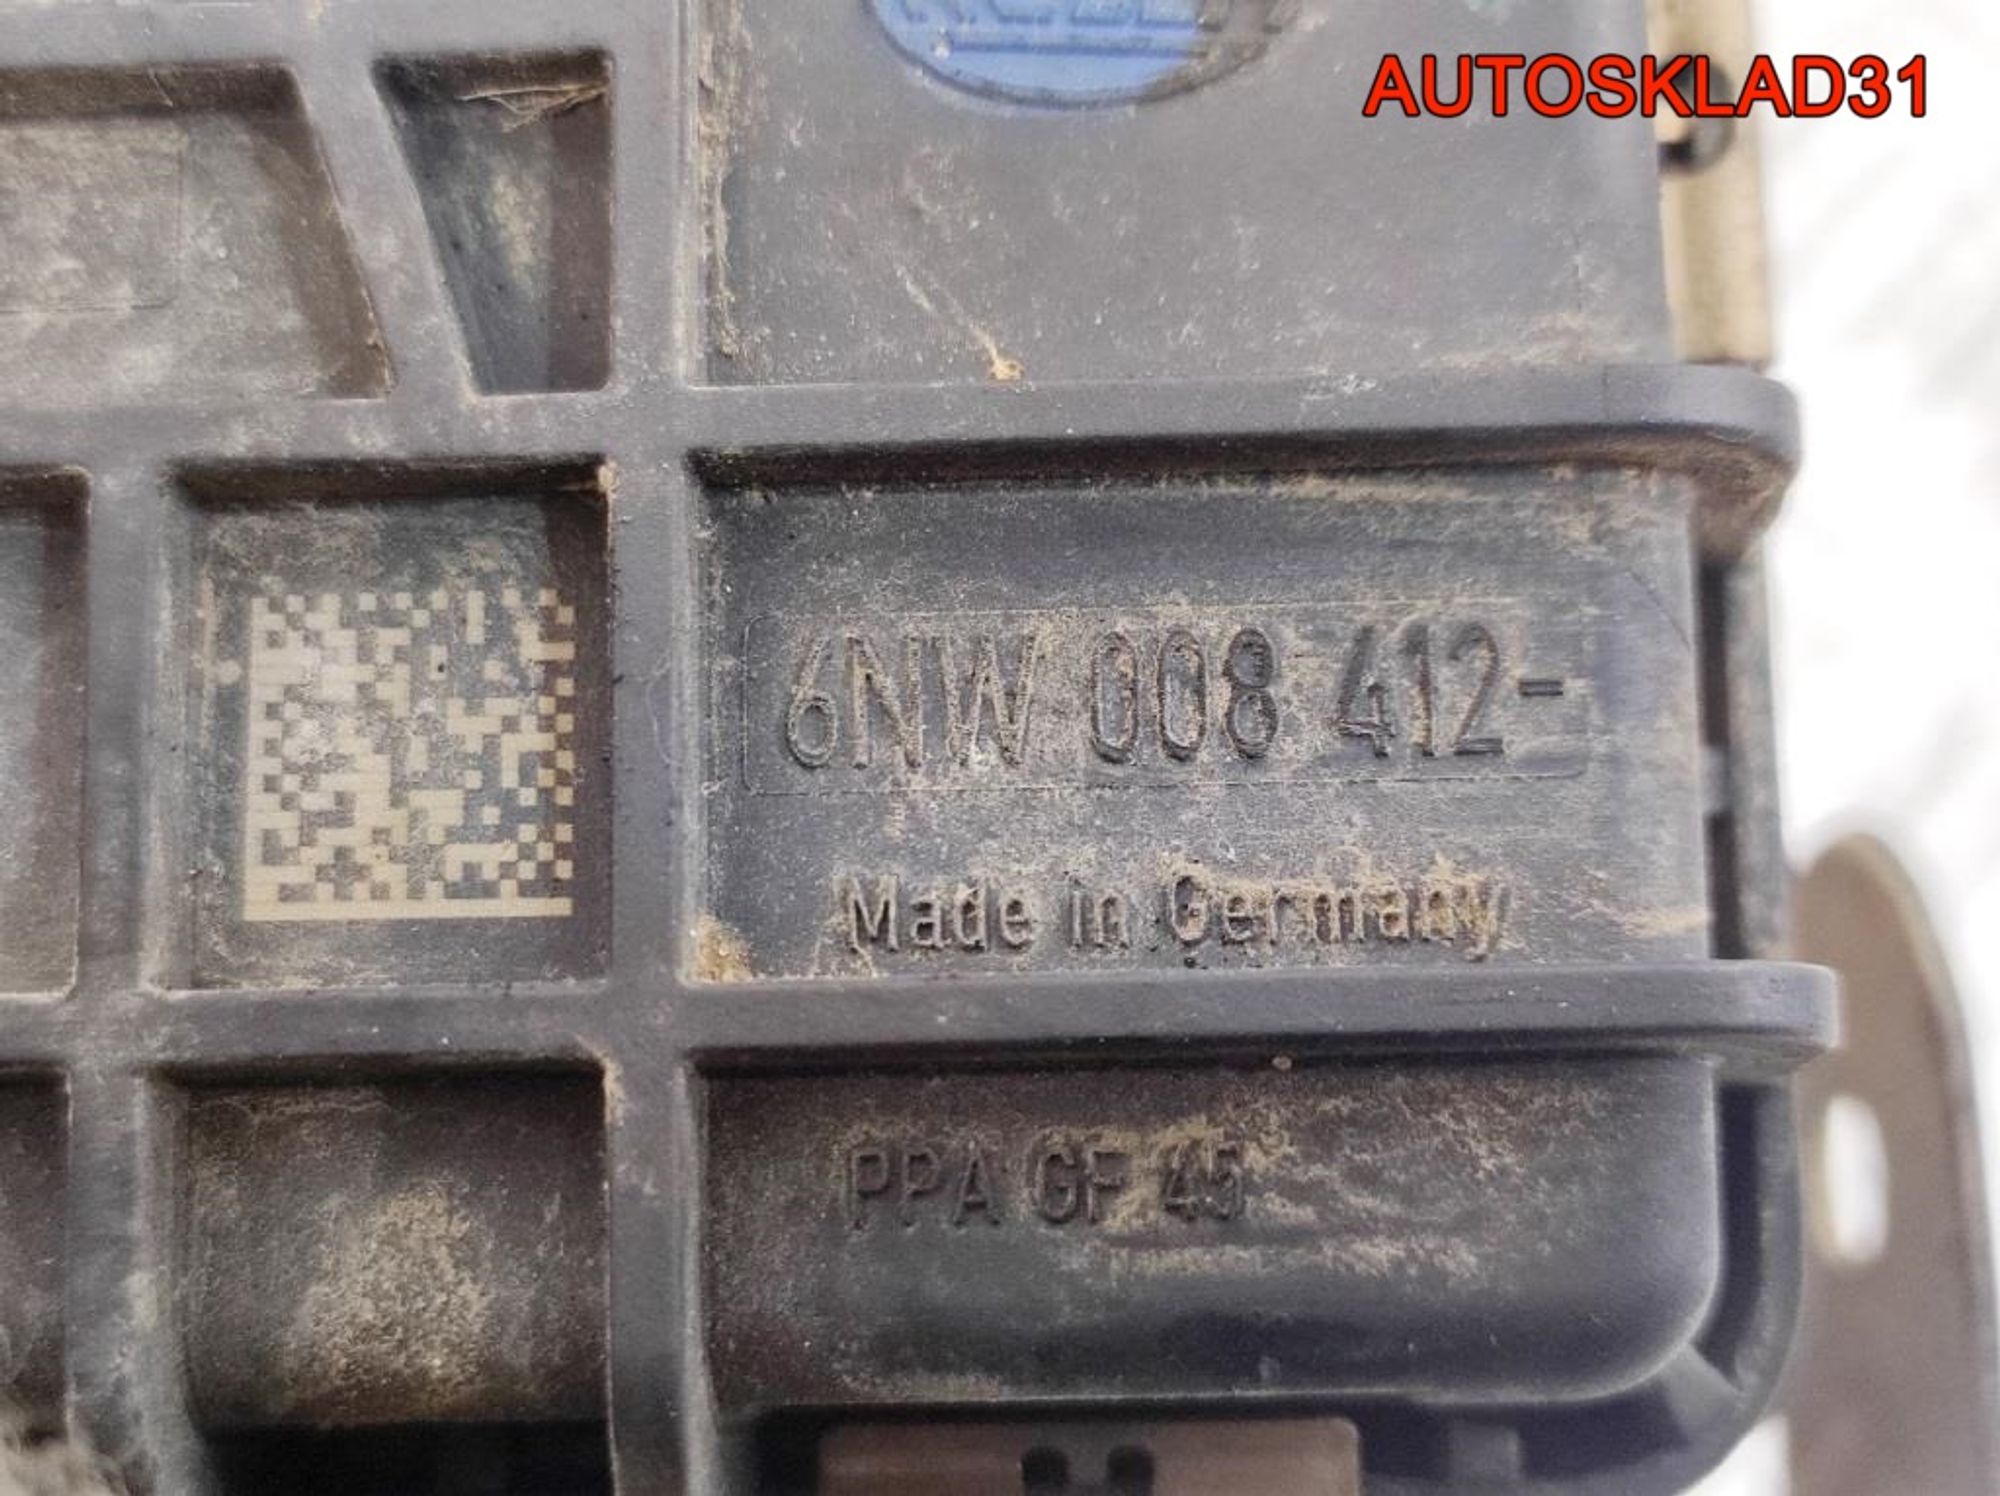 AUTOSKLAD31
6NW 008 412-
Made in Germany
PPA GF 45